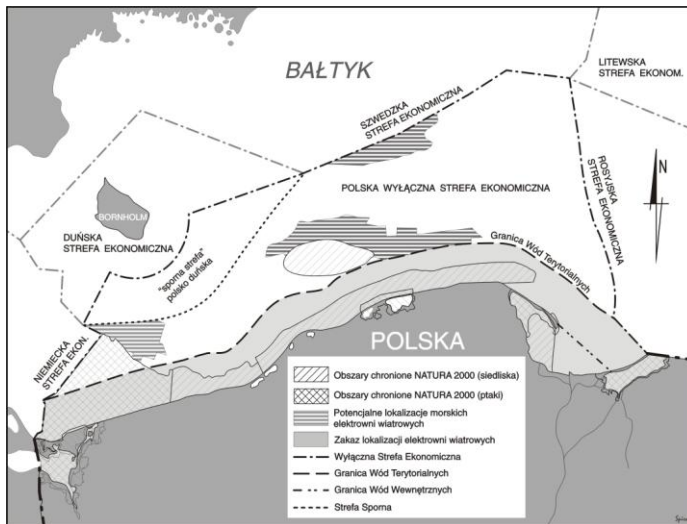 BAŁTYK
LITEWSKA
STREFA EKONOM.
SZWEDZKA
STREFA EKONOMICZNA
POLSKA WYŁĄCZNA STREFA EKONOMICZNA
ROSYJSKA
STREFA EKONOMICZNA
N
BORNHOLM
DUŃSKA
STREFA EKONOMICZNA
"sporna strefa"
polsko duńska
Granica Wód Terytorialnych
NIEMIECKA
STREFA EKON.
POLSKA
Obszary chronione NATURA 2000 (siedliska)
Obszary chronione NATURA 2000 (ptaki)
Potencjalne lokalizacje morskich
elektrowni wiatrowych
Zakaz lokalizacji elektrowni wiatrowych
Wyłączna Strefa Ekonomiczna
Granica Wód Terytorialnych
Granica Wód Wewnętrznych
Strefa Sporna